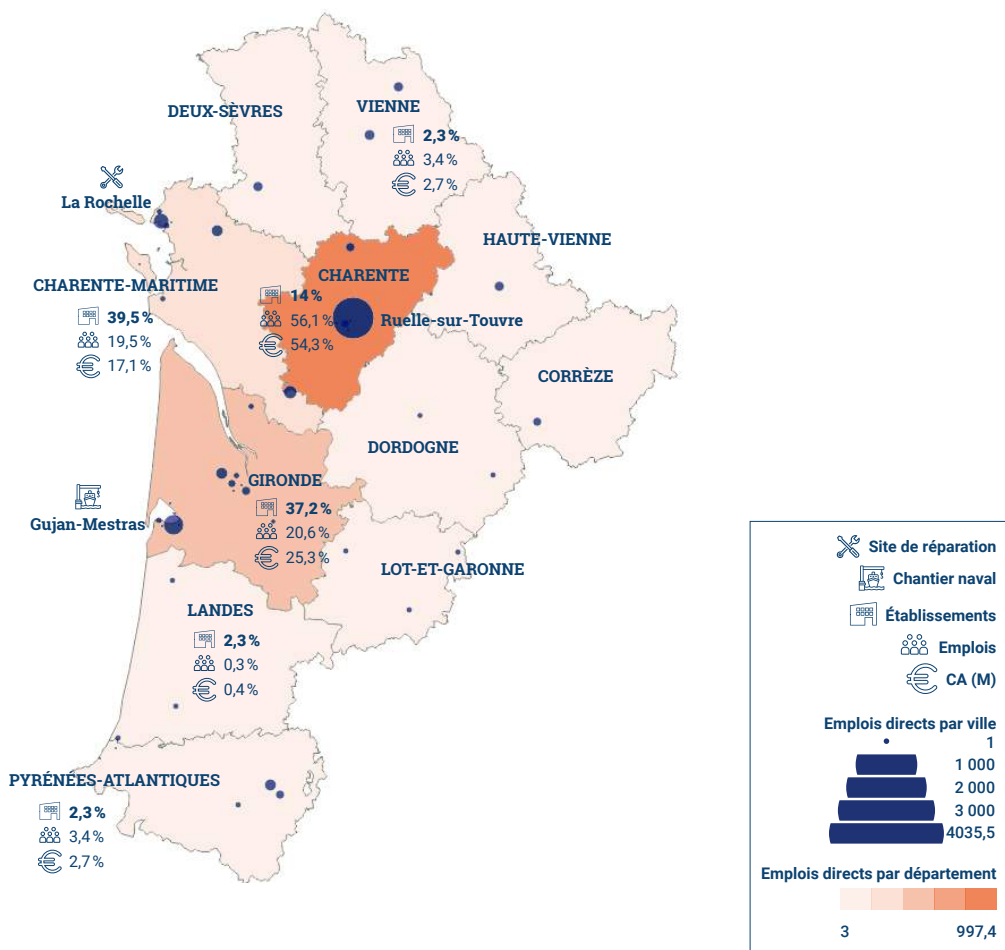 DEUX-SÈVRES
VIENNE
2,3 %
3,4 %
2,7 %
La Rochelle
HAUTE-VIENNE
CHARENTE-MARITIME
39,5 %
19,5 %
17,1 %
CHARENTE
14 %
56,1 %
54,3 %
Ruelle-sur-Touvre
CORRÈZE
DORDOGNE
GIRONDE
37,2 %
20,6 %
25,3 %
Gujan-Mestras
LOT-ET-GARONNE
LANDES
2,3 %
0,3 %
0,4 %
PYRÉNÉES-ATLANTIQUES
2,3 %
3,4 %
2,7 %
Site de réparation
Chantier naval
Établissements
Emplois
CA (M)
Emplois directs par ville
1
1 000
2 000
3 000
4035,5
Emplois directs par département
3 997,4